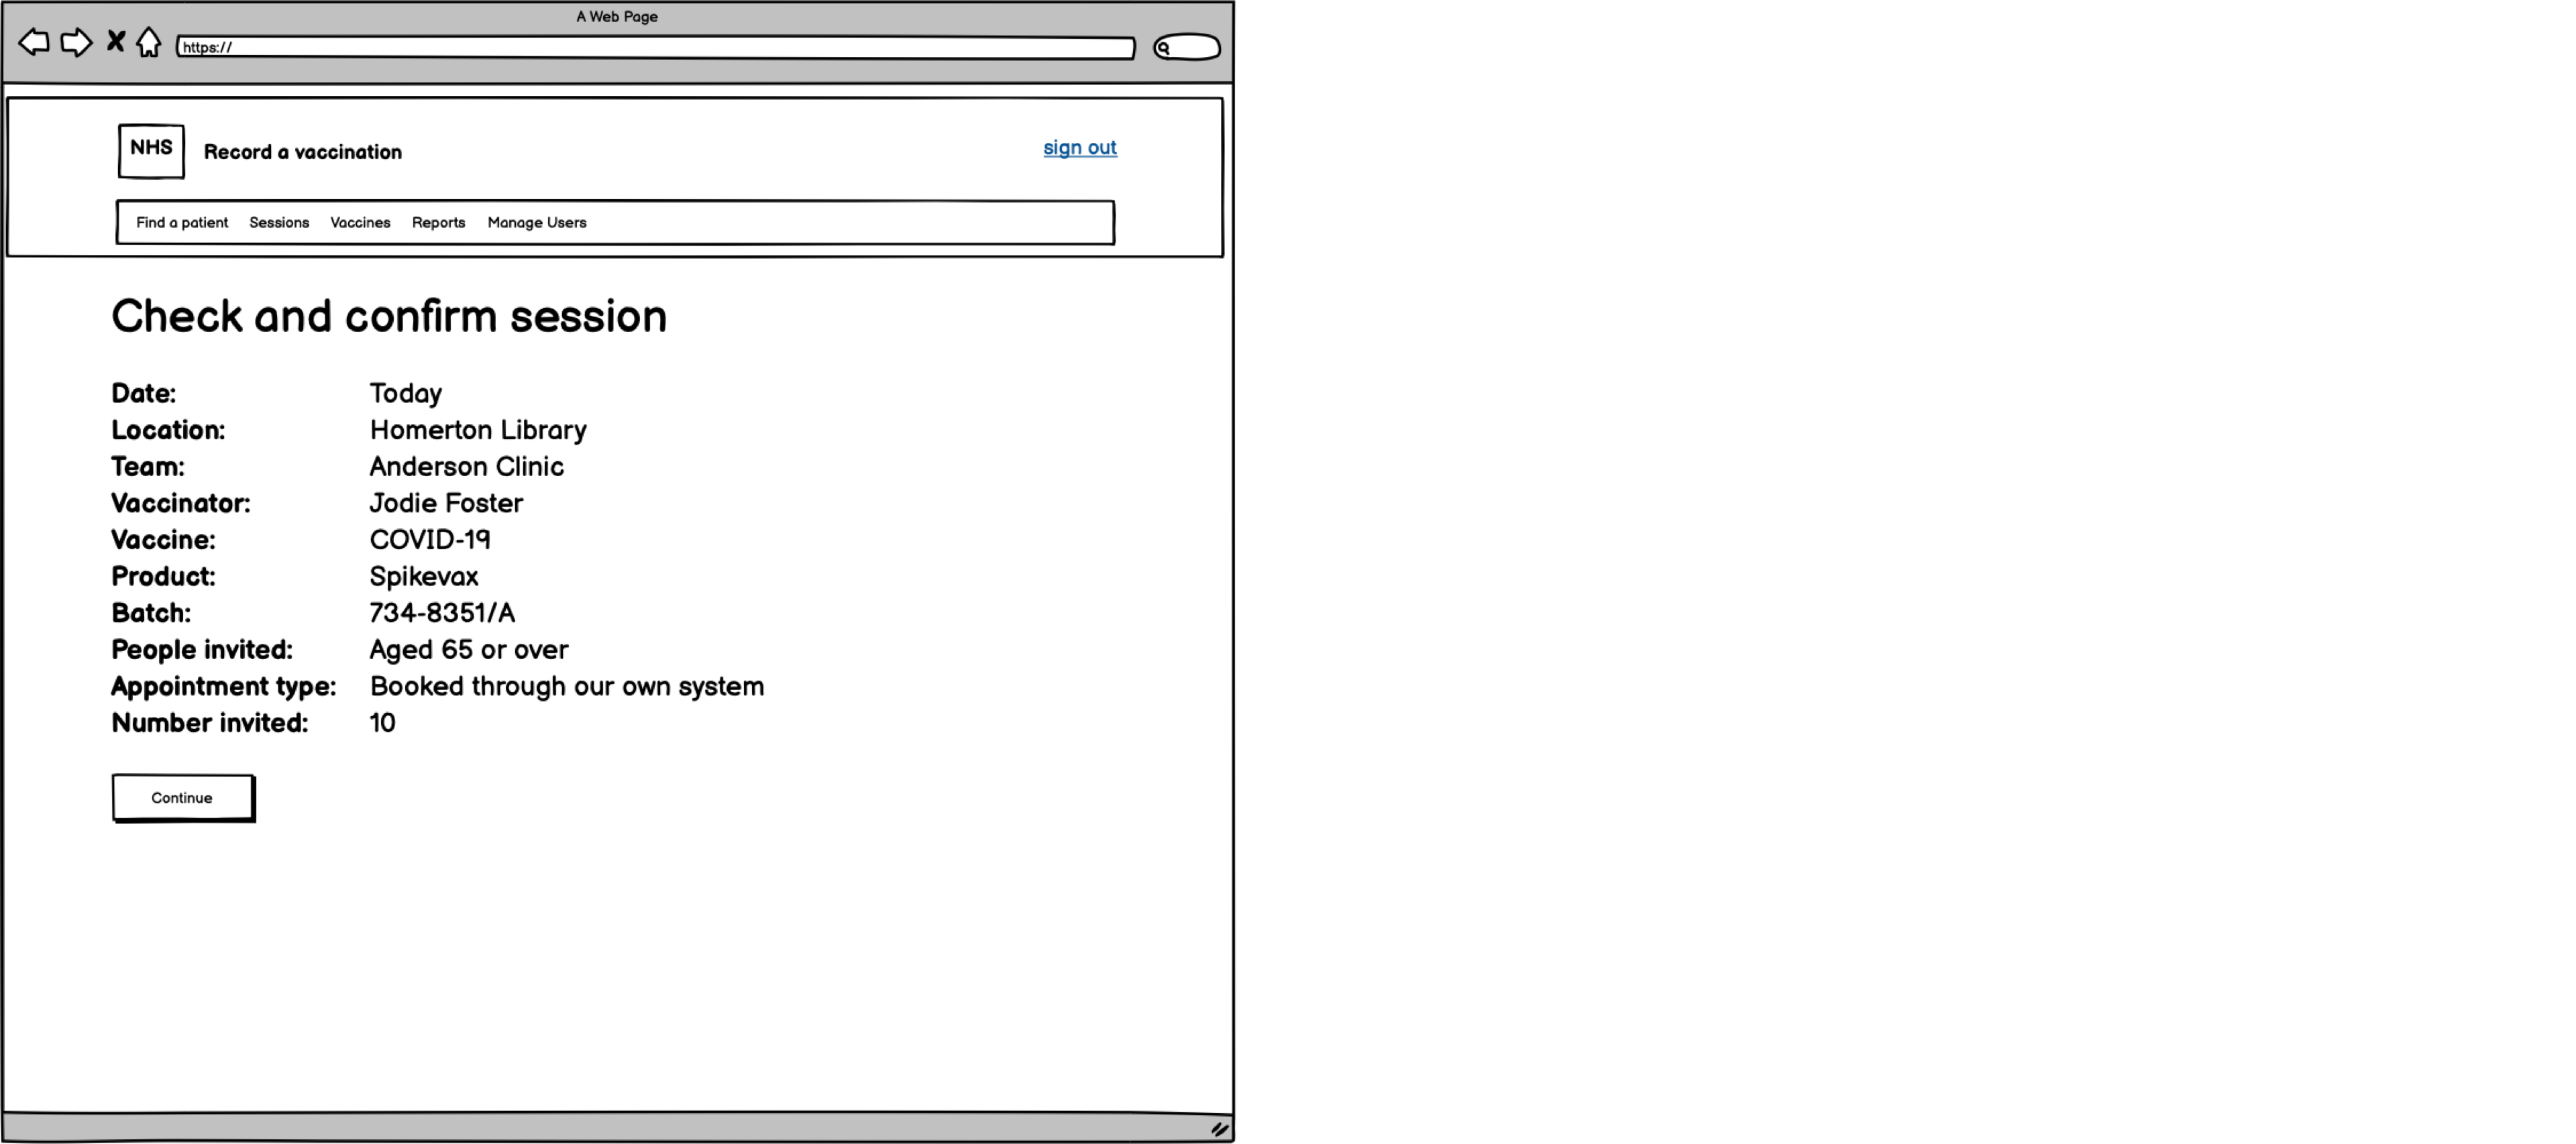 A Web Page
https://
NHS Record a vaccination sign out
Find a patient Sessions Vaccines Reports Manage Users
Check and confirm session
Date: Today
Location: Homerton Library
Team: Anderson Clinic
Vaccinator: Jodie Foster
Vaccine: COVID-19
Product: Spikevax
Batch: 734-8351/A
People invited: Aged 65 or over
Appointment type: Booked through our own system
Number invited: 10
Continue